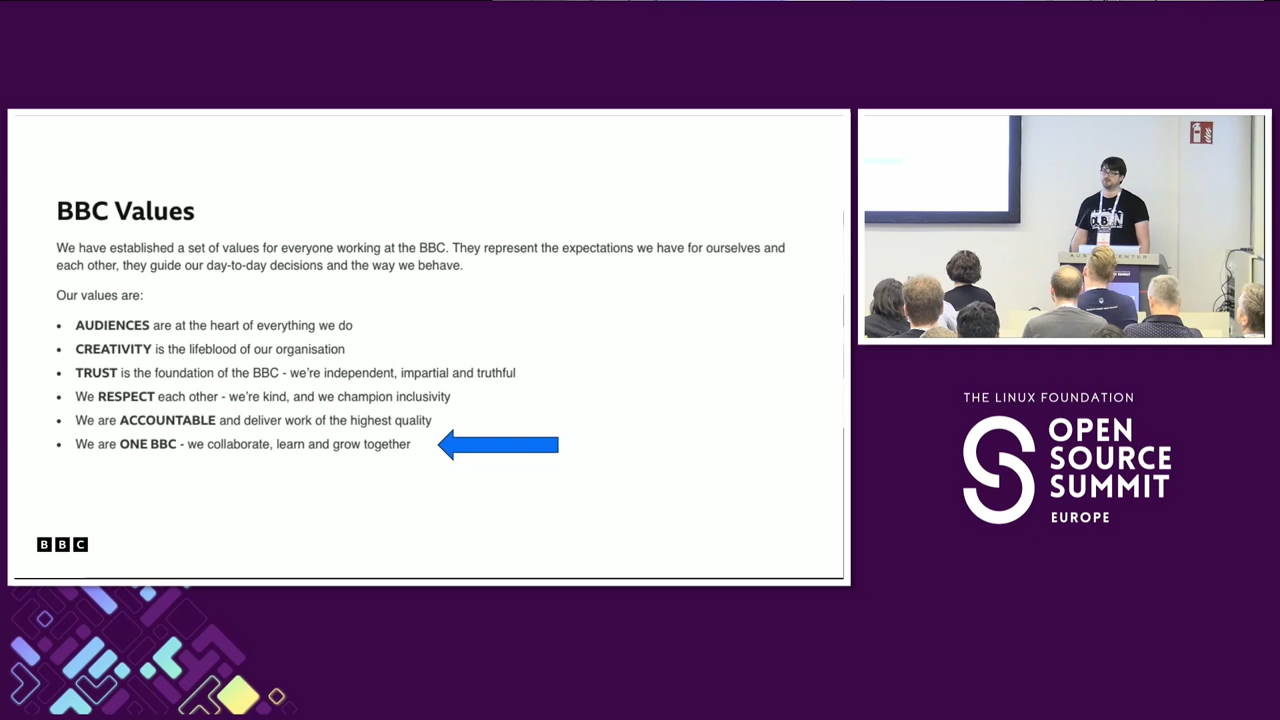 BBC Values
We have established a set of values for everyone working at the BBC. They represent the expectations we have for ourselves and
each other, they guide our day-to-day decisions and the way we behave.
Our values are:
• AUDIENCES are at the heart of everything we do
• CREATIVITY is the lifeblood of our organisation
• TRUST is the foundation of the BBC - we're independent, impartial and truthful
• We RESPECT each other - we're kind, and we champion inclusivity
• We are ACCOUNTABLE and deliver work of the highest quality
• We are ONE BBC - we collaborate, learn and grow together
BBC
THE LINUX FOUNDATION
OPEN
SOURCE
SUMMIT
EUROPE